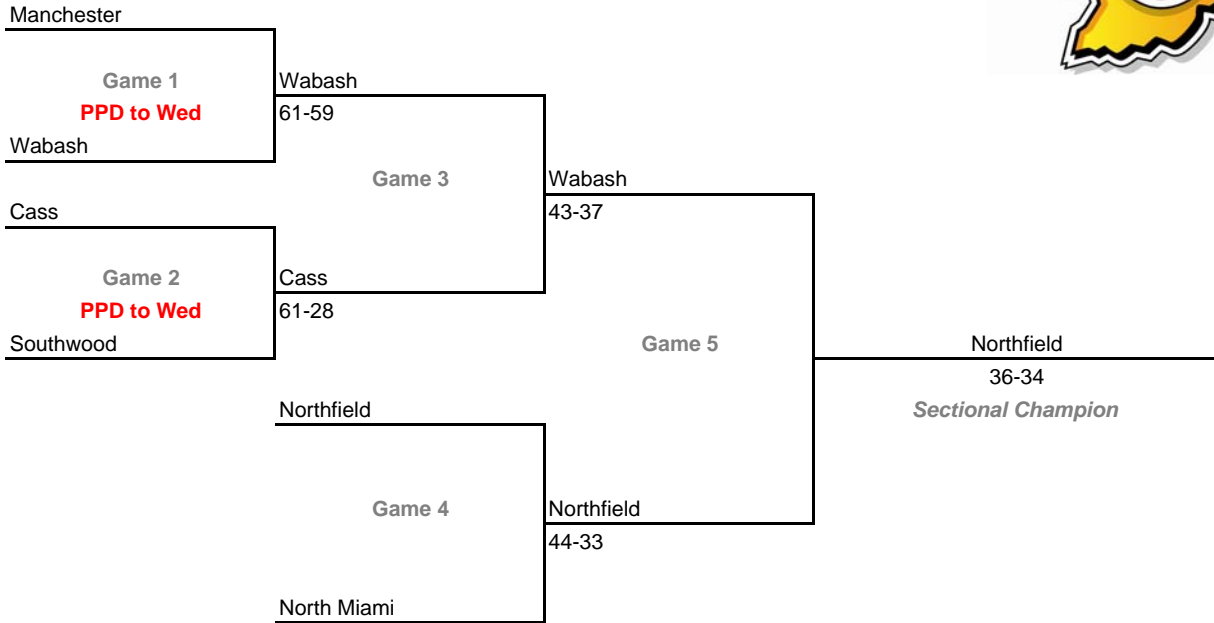 Manchester
Game 1
PPD to Wed
Wabash
61-59
Wabash
Game 3
Wabash
43-37
Cass
Game 2
PPD to Wed
Cass
61-28
Southwood
Game 5
Northfield
36-34
Sectional Champion
Northfield
Game 4
Northfield
44-33
North Miami